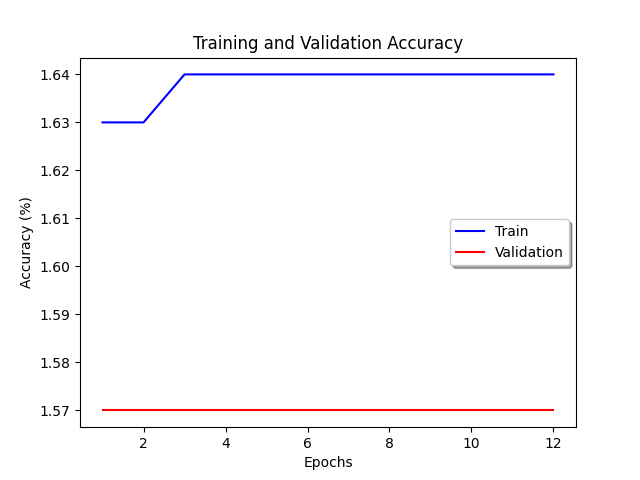 Training and Validation Accuracy
Accuracy (%)
1.64
1.63
1.62
1.61
1.60
1.59
1.58
1.57
Train
Validation
2 4 6 8 10 12
Epochs